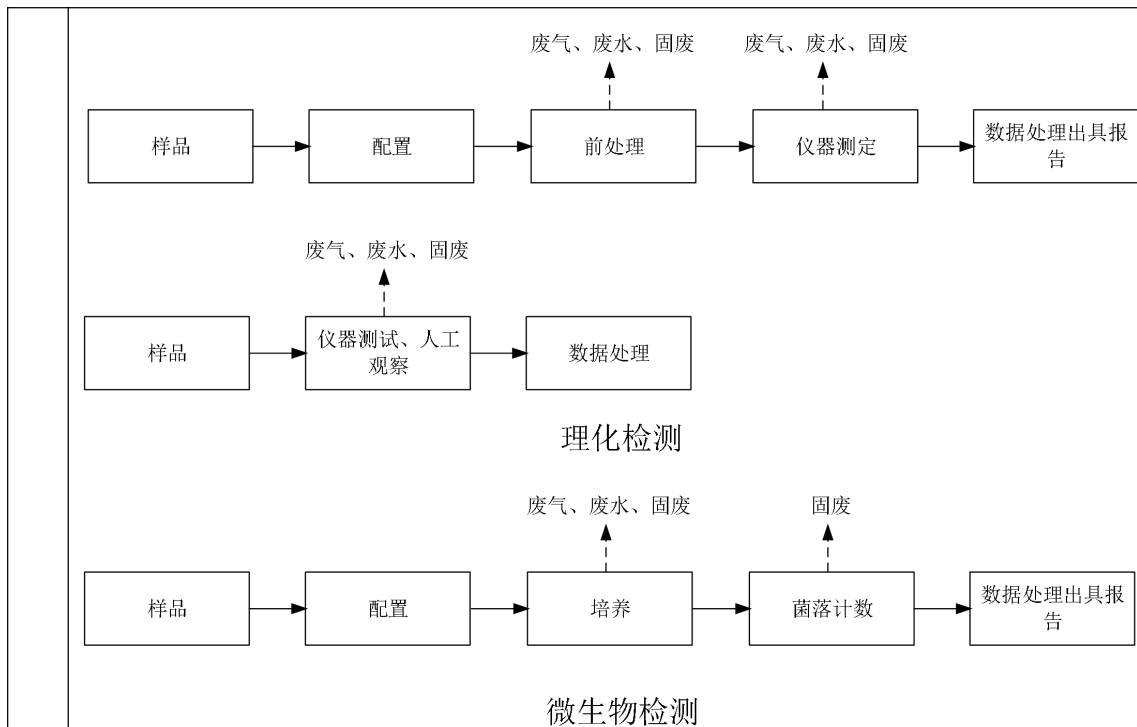 废气、废水、固废
废气、废水、固废
样品
配置
前处理
仪器测定
数据处理出具报
告
废气、废水、固废
样品
仪器测试、人工
观察
数据处理
理化检测
废气、废水、固废
固废
样品
配置
培养
菌落计数
数据处理出具报
告
微生物检测